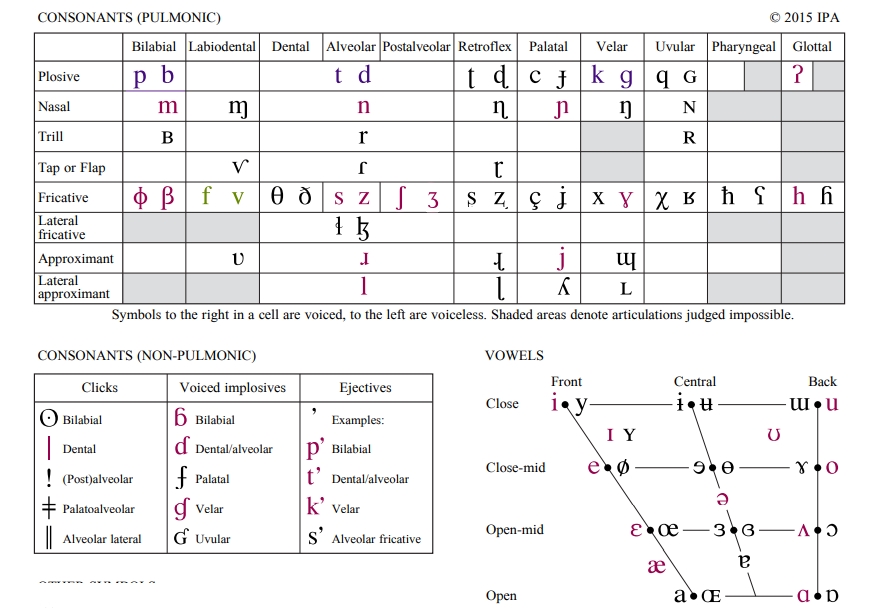 CONSONANTS (PULMONIC) © 2015 IPA
Bilabial Labiodental Dental Alveolar Postalveolar Retroflex Palatal Velar Uvular Pharyngeal Glottal
Plosive p b t d ʈ ɖ c ɟ k ɡ q ɢ ʔ
Nasal m ɱ n ɳ ɲ ŋ ɴ
Trill ʙ r ʀ
Tap or Flap ⱱ ɾ ɽ
Fricative ɸ β f v θ ð s z ʃ ʒ ʂ ʐ ç ʝ x ɣ χ ʁ ħ ʕ h ɦ
Lateral
fricative ɬ ɮ
Approximant ʋ ɹ ɻ j ɰ
Lateral
approximant l ɭ ʎ ʟ
Symbols to the right in a cell are voiced, to the left are voiceless. Shaded areas denote articulations judged impossible.
CONSONANTS (NON-PULMONIC)
Clicks Voiced implosives Ejectives
ʘ Bilabial ɓ Bilabial ʼ Examples:
ǀ Dental ɗ Dental/alveolar pʼ Bilabial
ǃ (Post)alveolar ʄ Palatal tʼ Dental/alveolar
ǂ Palatoalveolar ɠ Velar kʼ Velar
ǁ Alveolar lateral ʛ Uvular sʼ Alveolar fricative
VOWELS
Front Central Back
Close i y ɨ ʉ ɯ u
ɪ ʏ ʊ
Close-mid e ø ɘ ɵ ɤ o
ə
Open-mid ɛ œ ɜ ɞ ʌ ɔ
æ ɐ
Open a ɶ ɑ ɒ